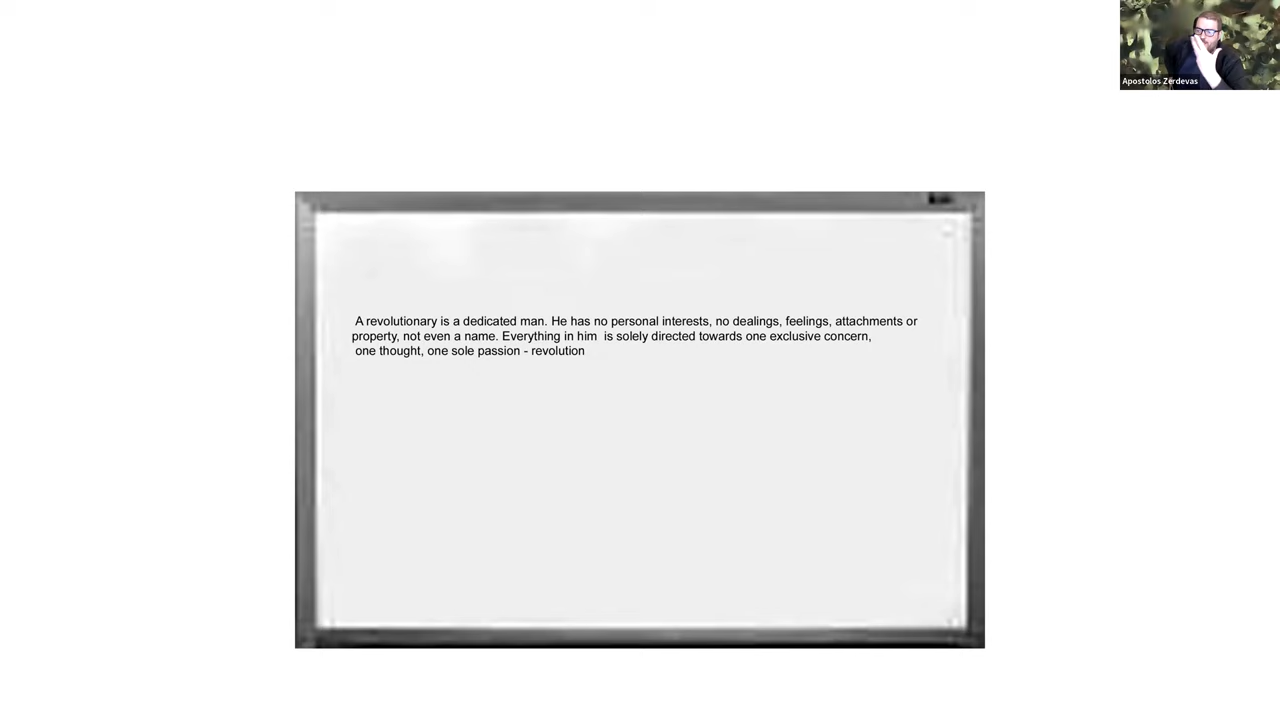 Apostolos Zerdevas
A revolutionary is a dedicated man. He has no personal interests, no dealings, feelings, attachments or
property, not even a name. Everything in him  is solely directed towards one exclusive concern,
one thought, one sole passion - revolution